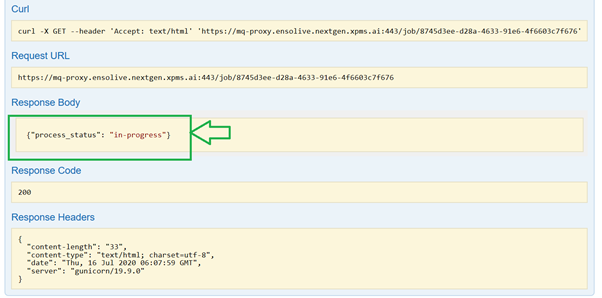 Curl
curl -X GET --header 'Accept: text/html' 'https://mq-proxy.ensolive.nextgen.xpms.ai:443/job/8745d3ee-d28a-4633-91e6-4f6603c7f676'
Request URL
https://mq-proxy.ensolive.nextgen.xpms.ai:443/job/8745d3ee-d28a-4633-91e6-4f6603c7f676
Response Body
{"process_status": "in-progress"}
Response Code
200
Response Headers
{
"content-length": "33",
"content-type": "text/html; charset=utf-8",
"date": "Thu, 16 Jul 2020 06:07:59 GMT",
"server": "gunicorn/19.9.0"
}